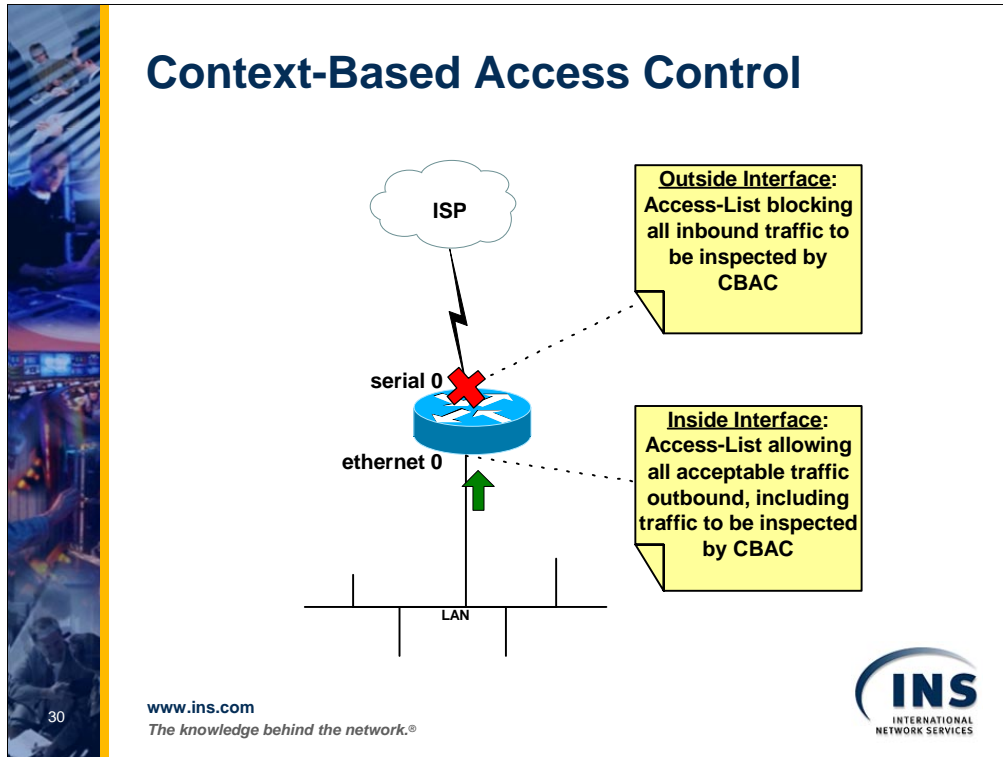 Context-Based Access Control
ISP
Outside Interface:
Access-List blocking
all inbound traffic to
be inspected by
CBAC
serial 0
ethernet 0
Inside Interface:
Access-List allowing
all acceptable traffic
outbound, including
traffic to be inspected
by CBAC
LAN
30
www.ins.com
The knowledge behind the network.®
INS
INTERNATIONAL
NETWORK SERVICES